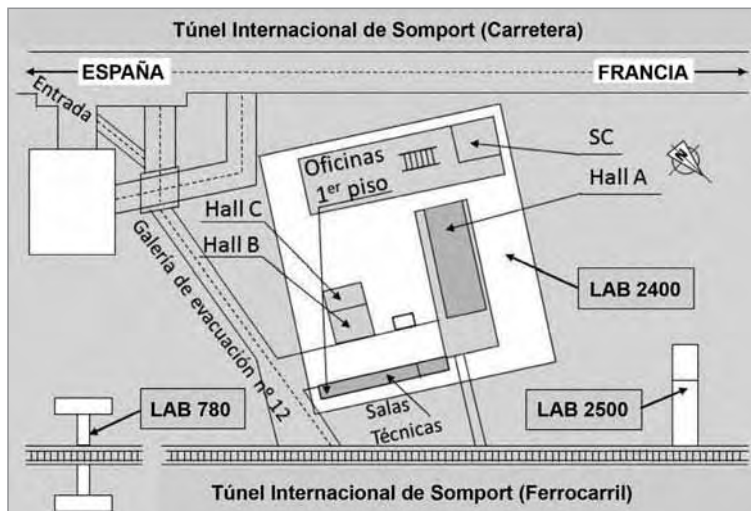 Túnel Internacional de Somport (Carretera)
ESPAÑA
FRANCIA
Entrada
SC
Oficinas
1er piso
Hall A
N
Hall C
Hall B
Galería de evacuación nº 12
LAB 2400
LAB 780
Salas
Técnicas
LAB 2500
Túnel Internacional de Somport (Ferrocarril)